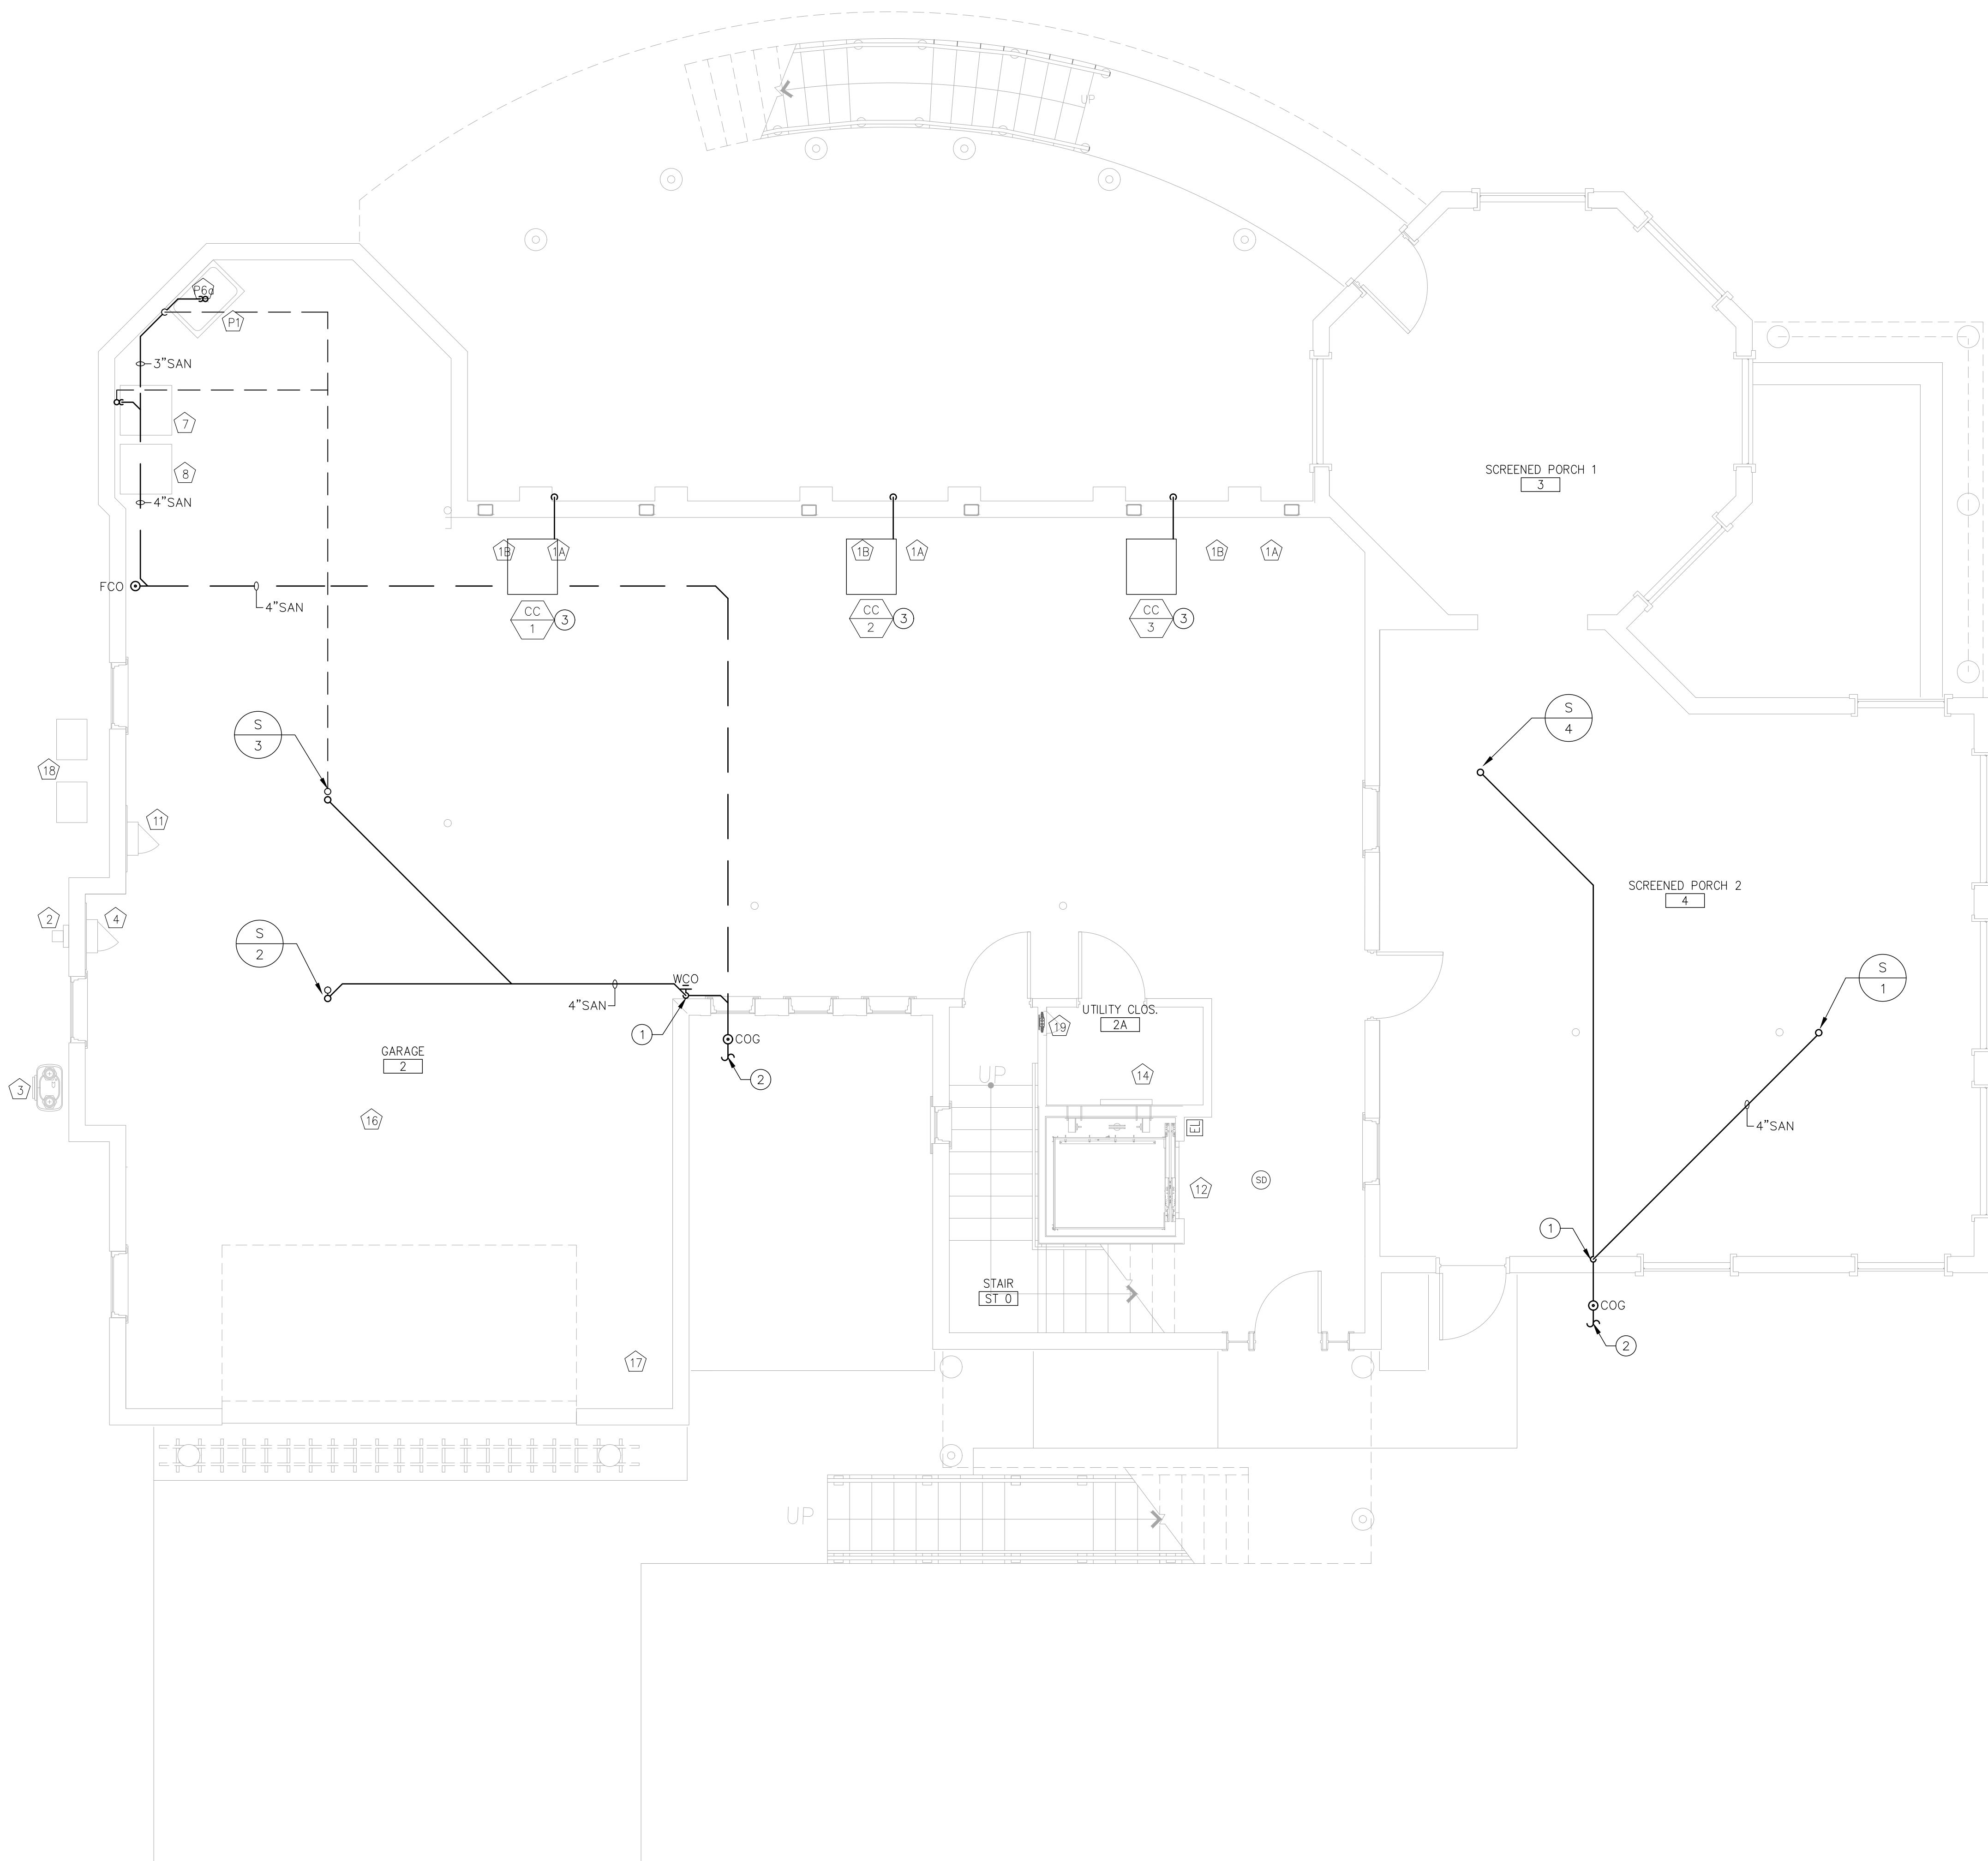 UP
P6a
P1
3"SAN
7
8
4"SAN
FCO
4"SAN
1B
1A
1B
1A
1B
1A
CC
1
3
CC
2
3
CC
3
3
SCREENED PORCH 1
3
S
3
S
4
18
11
SCREENED PORCH 2
4
2
4
S
2
S
1
WCO
4"SAN
1
COG
2
UTILITY CLOS.
2A
19
GARAGE
2
3
16
UP
14
EL
12
SD
4"SAN
1
STAIR
ST 0
COG
2
17
UP